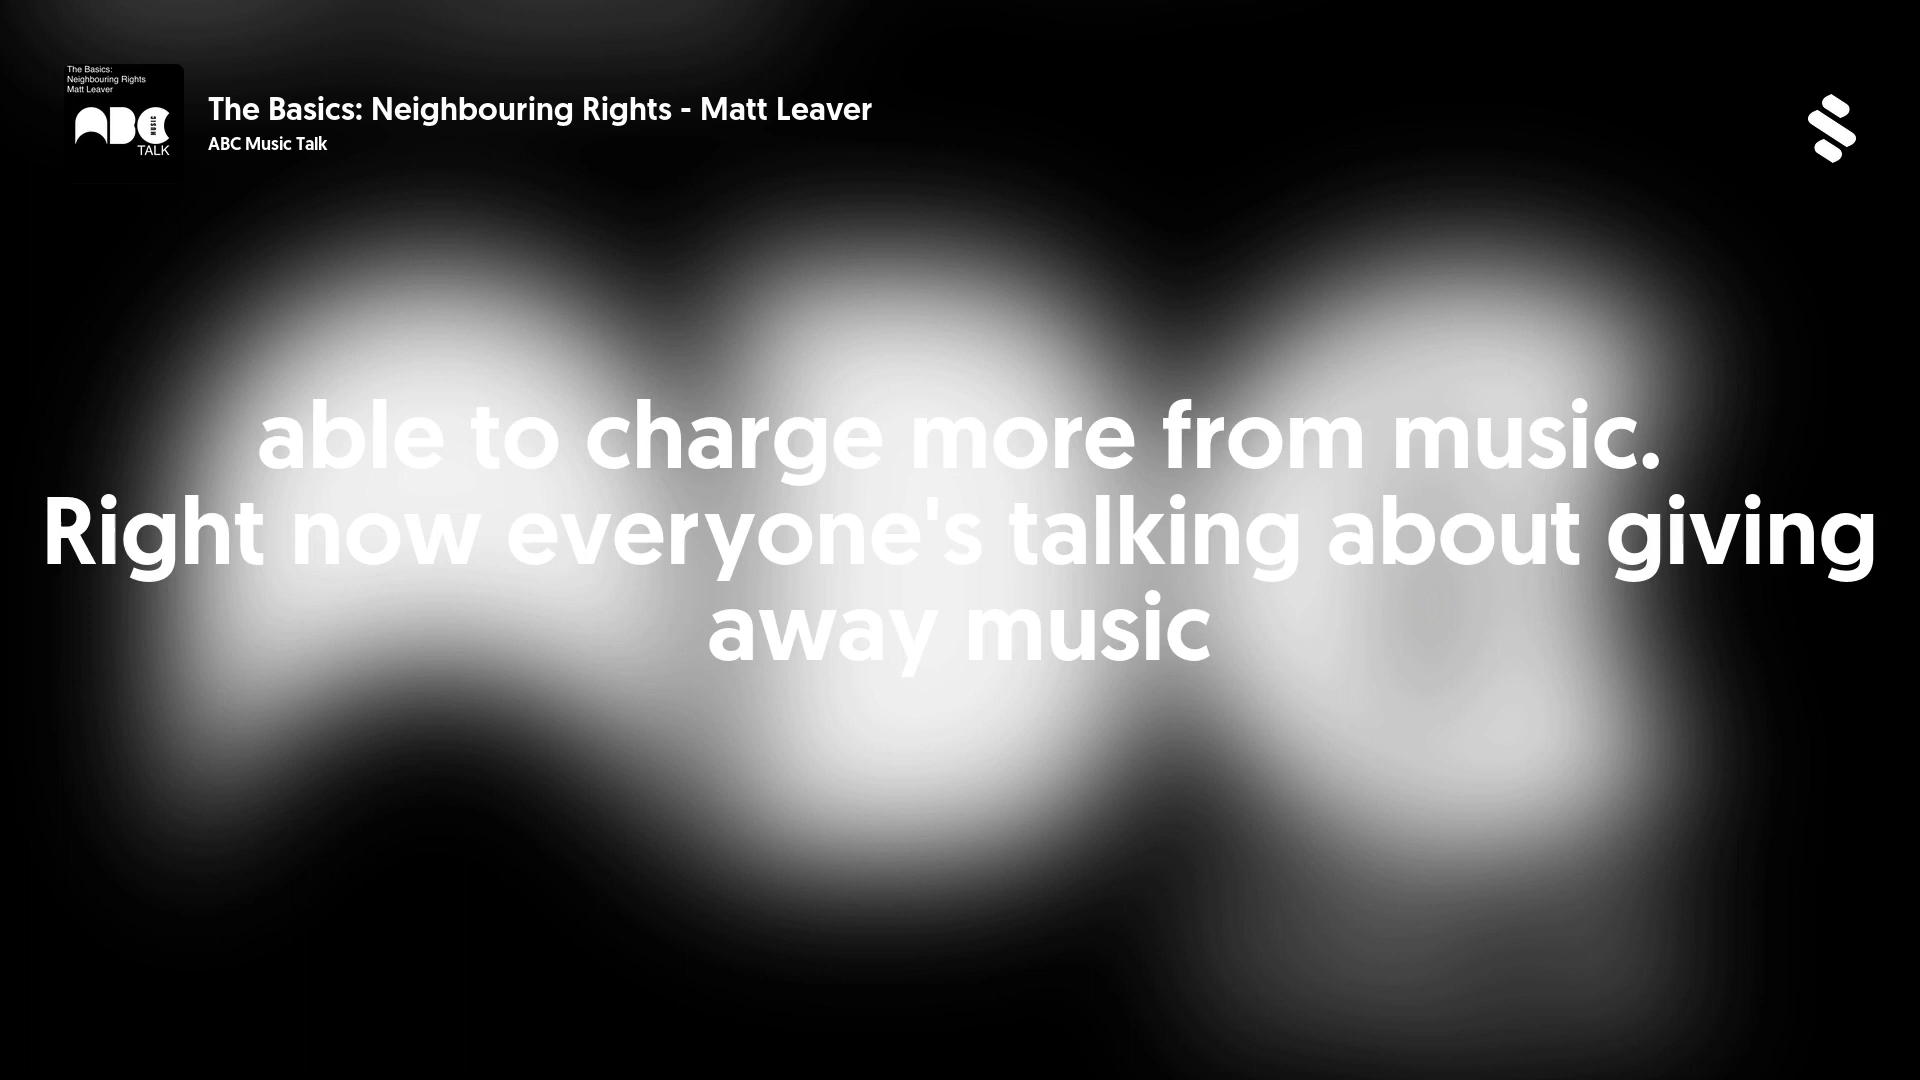 The Basics:
Neighbouring Rights
Matt Leaver
ABC MUSIC
TALK
The Basics: Neighbouring Rights - Matt Leaver
ABC Music Talk
able to charge more from music.
Right now everyone's talking about giving
away music